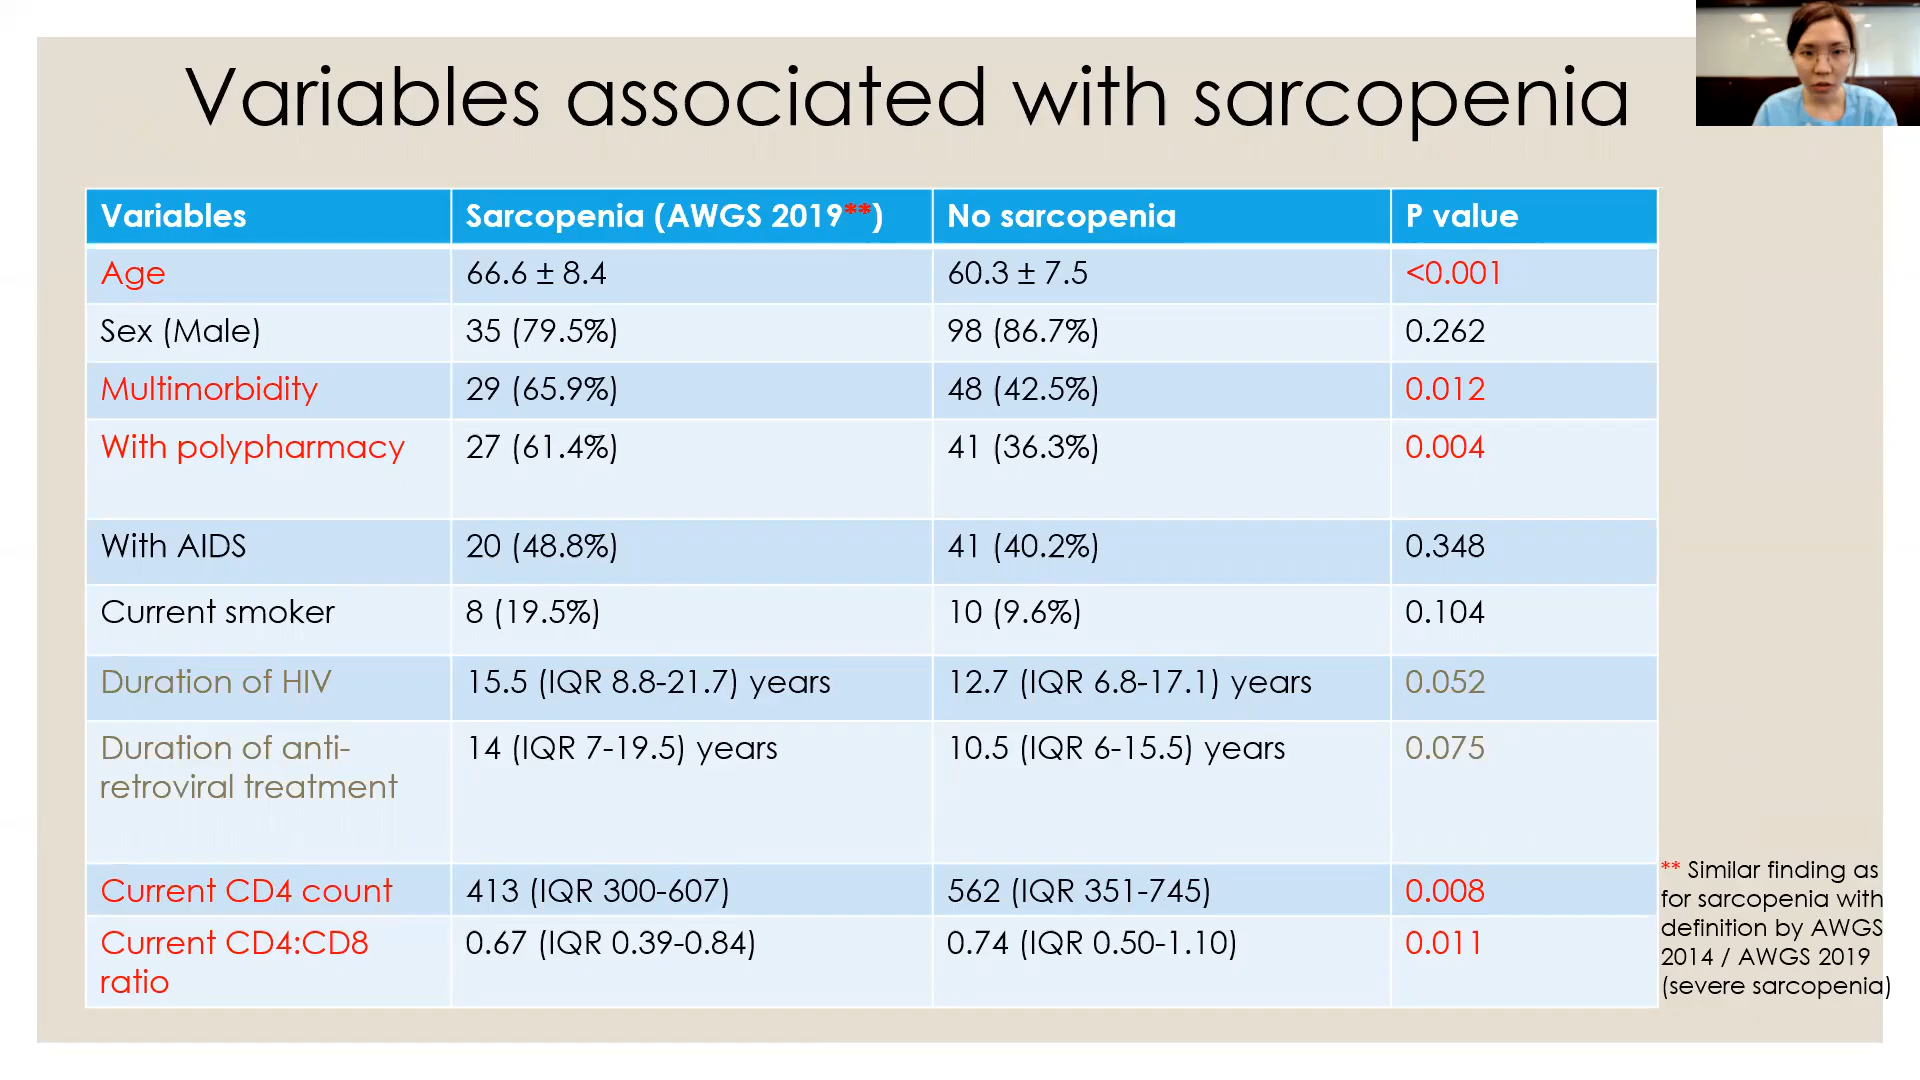 Variables associated with sarcopenia
Variables Sarcopenia (AWGS 2019**) No sarcopenia P value
Age 66.6 ± 8.4 60.3 ± 7.5 <0.001
Sex (Male) 35 (79.5%) 98 (86.7%) 0.262
Multimorbidity 29 (65.9%) 48 (42.5%) 0.012
With polypharmacy 27 (61.4%) 41 (36.3%) 0.004
With AIDS 20 (48.8%) 41 (40.2%) 0.348
Current smoker 8 (19.5%) 10 (9.6%) 0.104
Duration of HIV 15.5 (IQR 8.8-21.7) years 12.7 (IQR 6.8-17.1) years 0.052
Duration of anti- 14 (IQR 7-19.5) years 10.5 (IQR 6-15.5) years 0.075
retroviral treatment
Current CD4 count 413 (IQR 300-607) 562 (IQR 351-745) 0.008
Current CD4:CD8 0.67 (IQR 0.39-0.84) 0.74 (IQR 0.50-1.10) 0.011
ratio
** Similar finding as
for sarcopenia with
definition by AWGS
2014 / AWGS 2019
(severe sarcopenia)